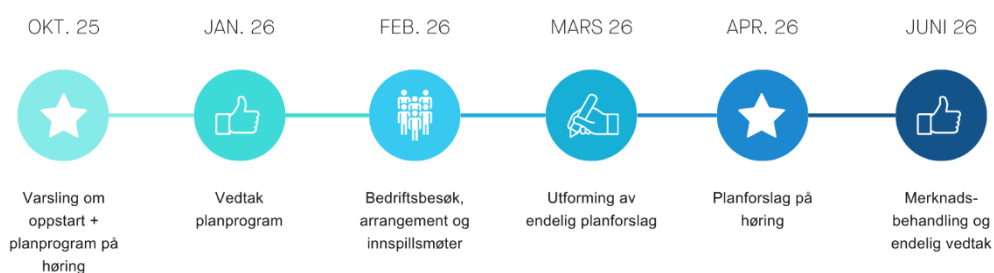 OKT. 25
JAN. 26
FEB. 26
MARS 26
APR. 26
JUNI 26
Varsling om
oppstart +
planprogram på
høring
Vedtak
planprogram
Bedriftsbesøk,
arrangement og
innspillsmøter
Utforming av
endelig planforslag
Planforslag på
høring
Merknads-
behandling og
endelig vedtak